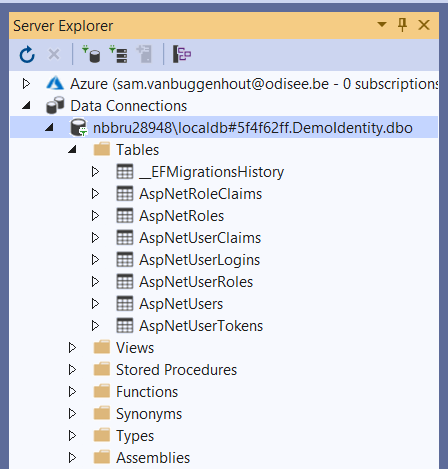 Server Explorer
Azure (sam.vanbuggenhout@odisee.be - 0 subscriptions
Data Connections
nbbru28948\localdb#5f4f62ff.DemoIdentity.dbo
Tables
__EFMigrationsHistory
AspNetRoleClaims
AspNetRoles
AspNetUserClaims
AspNetUserLogins
AspNetUserRoles
AspNetUsers
AspNetUserTokens
Views
Stored Procedures
Functions
Synonyms
Types
Assemblies